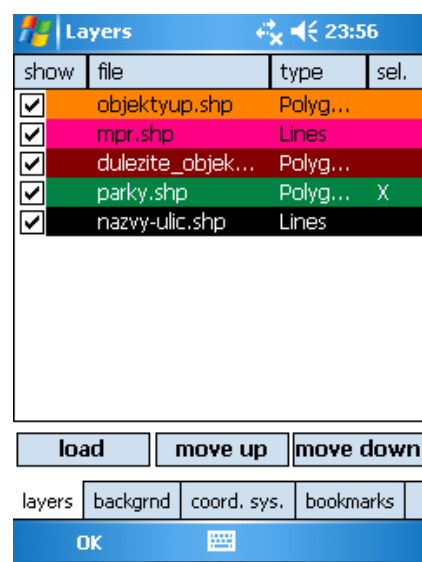 Layers 23:56
show file type sel.
objektyup.shp Polyg...
mpr.shp Lines
dulezite_objek... Polyg...
parky.shp Polyg... X
nazvy-ulic.shp Lines
load move up move down
layers backgrnd coord. sys. bookmarks
OK